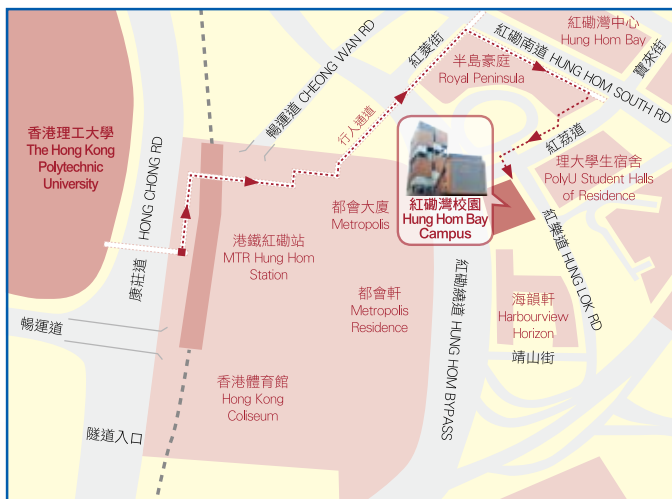 紅磡灣中心
Hung Hom Bay
寶來街
紅菱街
半島豪庭
Royal Peninsula
紅磡南道 HUNG HOM SOUTH RD
暢運道 CHEONG WAN RD
行人通道
紅荔道
香港理工大學
The Hong Kong
Polytechnic
University
康莊道 HONG CHONG RD
理大學生宿舍
PolyU Student Halls
of Residence
紅磡灣校園
Hung Hom Bay
Campus
都會大廈
Metropolis
港鐵紅磡站
MTR Hung Hom
Station
紅樂道 HUNG LOK RD
紅磡繞道 HUNG HOM BYPASS
都會軒
Metropolis
Residence
海韻軒
Harbourview
Horizon
暢運道
靖山街
香港體育館
Hong Kong
Coliseum
隧道入口